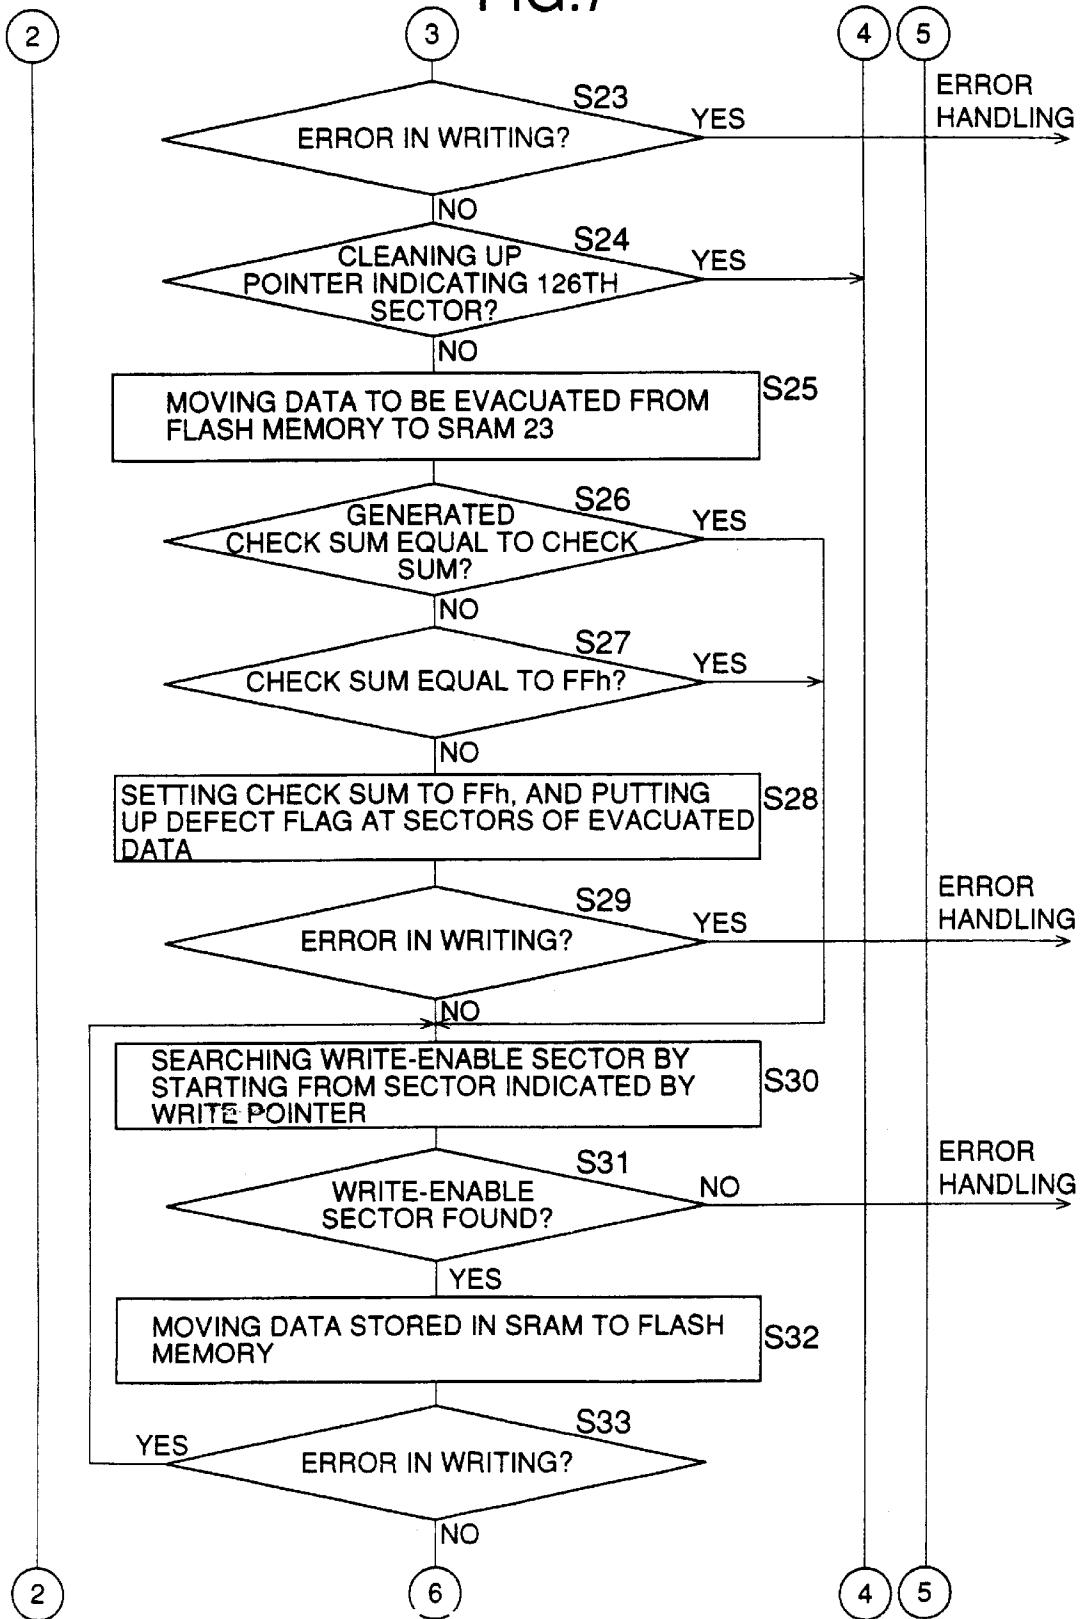 FIG.7
2
3
4
5
S23
ERROR IN WRITING?
YES
ERROR
HANDLING
NO
S24
CLEANING UP
POINTER INDICATING 126TH
SECTOR?
YES
NO
S25
MOVING DATA TO BE EVACUATED FROM
FLASH MEMORY TO SRAM 23
S26
GENERATED
CHECK SUM EQUAL TO CHECK
SUM?
YES
NO
S27
CHECK SUM EQUAL TO FFh?
YES
NO
S28
SETTING CHECK SUM TO FFh, AND PUTTING
UP DEFECT FLAG AT SECTORS OF EVACUATED
DATA
S29
ERROR IN WRITING?
YES
ERROR
HANDLING
NO
S30
SEARCHING WRITE-ENABLE SECTOR BY
STARTING FROM SECTOR INDICATED BY
WRITE POINTER
S31
WRITE-ENABLE
SECTOR FOUND?
NO
ERROR
HANDLING
YES
S32
MOVING DATA STORED IN SRAM TO FLASH
MEMORY
S33
ERROR IN WRITING?
YES
NO
2
6
4
5